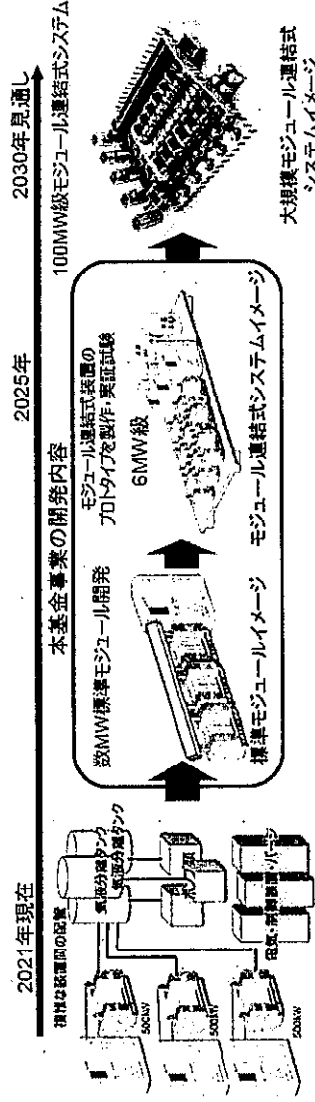 2021年現在
2025年
2030年見通し
本基金事業の開発内容
100MW級モジュール連結式システム
複雑な装置間の配管
気液分離タンク
気液分離タンク
ポンプ類
電気・制御装置・パージ
500kW
500kW
500kW
数MW標準モジュール開発
標準モジュールイメージ
モジュール連結式装置の
プロトタイプを製作・実証試験
6MW級
モジュール連結式システムイメージ
大規模モジュール連結式
システムイメージ